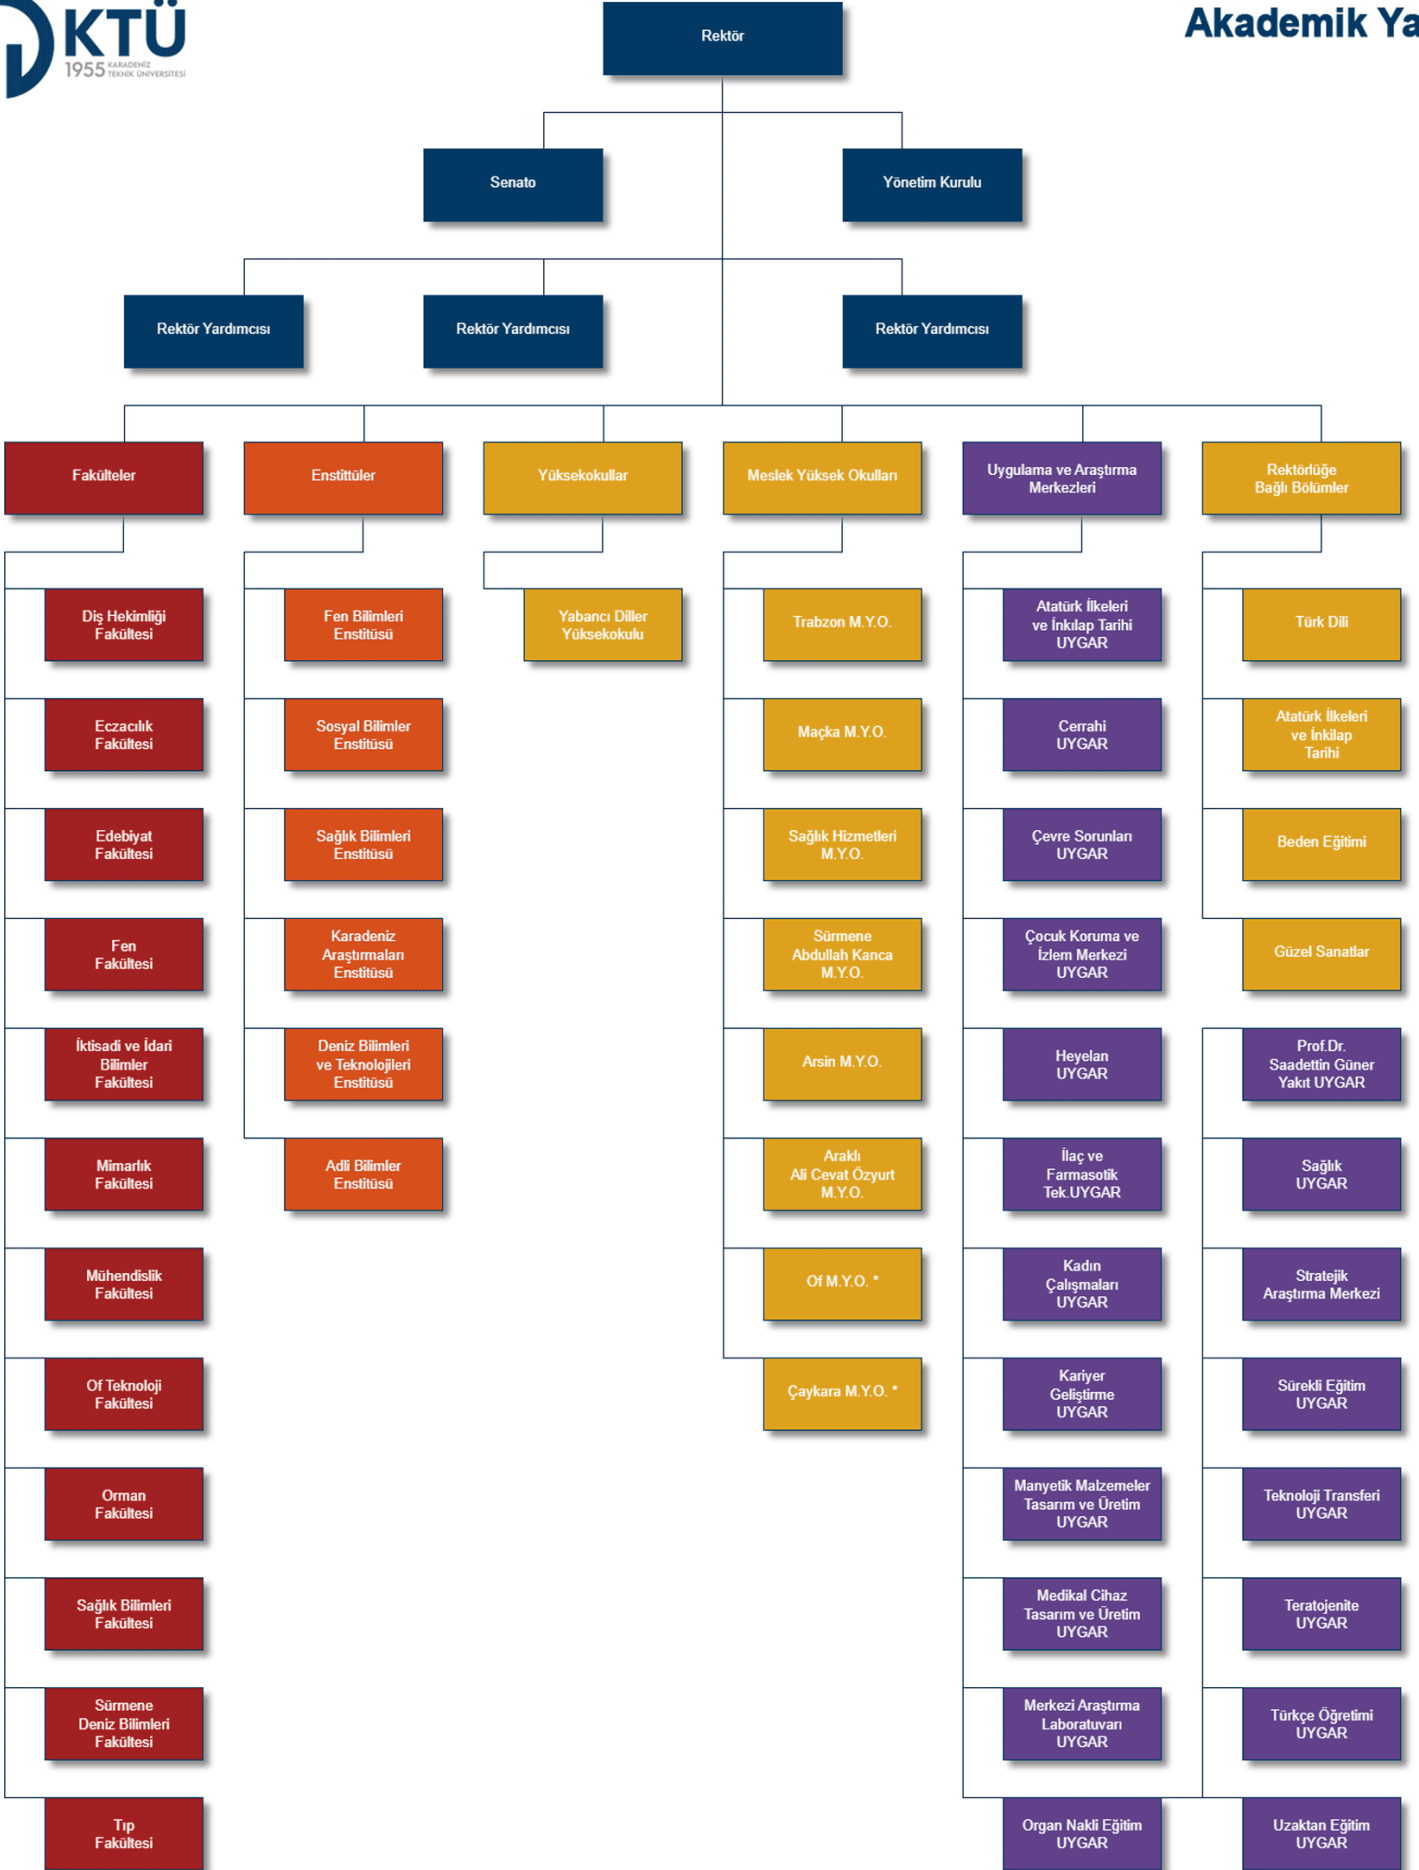 KTÜ
1955 KARADENİZ
TEKNİK ÜNİVERSİTESİ
Akademik Ya
Rektör
Senato
Yönetim Kurulu
Rektör Yardımcısı
Rektör Yardımcısı
Rektör Yardımcısı
Fakülteler
Enstittüler
Yüksekokullar
Meslek Yüksek Okulları
Uygulama ve Araştırma
Merkezleri
Rektörlüğe
Bağlı Bölümler
Diş Hekimliği
Fakültesi
Eczacılık
Fakültesi
Edebiyat
Fakültesi
Fen
Fakültesi
İktisadi ve İdari
Bilimler
Fakültesi
Mimarlık
Fakültesi
Mühendislik
Fakültesi
Of Teknoloji
Fakültesi
Orman
Fakültesi
Sağlık Bilimleri
Fakültesi
Sürmene
Deniz Bilimleri
Fakültesi
Tıp
Fakültesi
Fen Bilimleri
Enstitüsü
Sosyal Bilimler
Enstitüsü
Sağlık Bilimleri
Enstitüsü
Karadeniz
Araştırmaları
Enstitüsü
Deniz Bilimleri
ve Teknolojileri
Enstitüsü
Adli Bilimler
Enstitüsü
Yabancı Diller
Yüksekokulu
Trabzon M.Y.O.
Maçka M.Y.O.
Sağlık Hizmetleri
M.Y.O.
Sürmene
Abdullah Kanca
M.Y.O.
Arsin M.Y.O.
Araklı
Ali Cevat Özyurt
M.Y.O.
Of M.Y.O. *
Çaykara M.Y.O. *
Atatürk İlkeleri
ve İnkılap Tarihi
UYGAR
Cerrahi
UYGAR
Çevre Sorunları
UYGAR
Çocuk Koruma ve
İzlem Merkezi
UYGAR
Heyelan
UYGAR
İlaç ve
Farmasotik
Tek.UYGAR
Kadın
Çalışmaları
UYGAR
Kariyer
Geliştirme
UYGAR
Manyetik Malzemeler
Tasarım ve Üretim
UYGAR
Medikal Cihaz
Tasarım ve Üretim
UYGAR
Merkezi Araştırma
Laboratuvarı
UYGAR
Organ Nakli Eğitim
UYGAR
Türk Dili
Atatürk İlkeleri
ve İnkilap
Tarihi
Beden Eğitimi
Güzel Sanatlar
Prof.Dr.
Saadettin Güner
Yakıt UYGAR
Sağlık
UYGAR
Stratejik
Araştırma Merkezi
Sürekli Eğitim
UYGAR
Teknoloji Transferi
UYGAR
Teratojenite
UYGAR
Türkçe Öğretimi
UYGAR
Uzaktan Eğitim
UYGAR